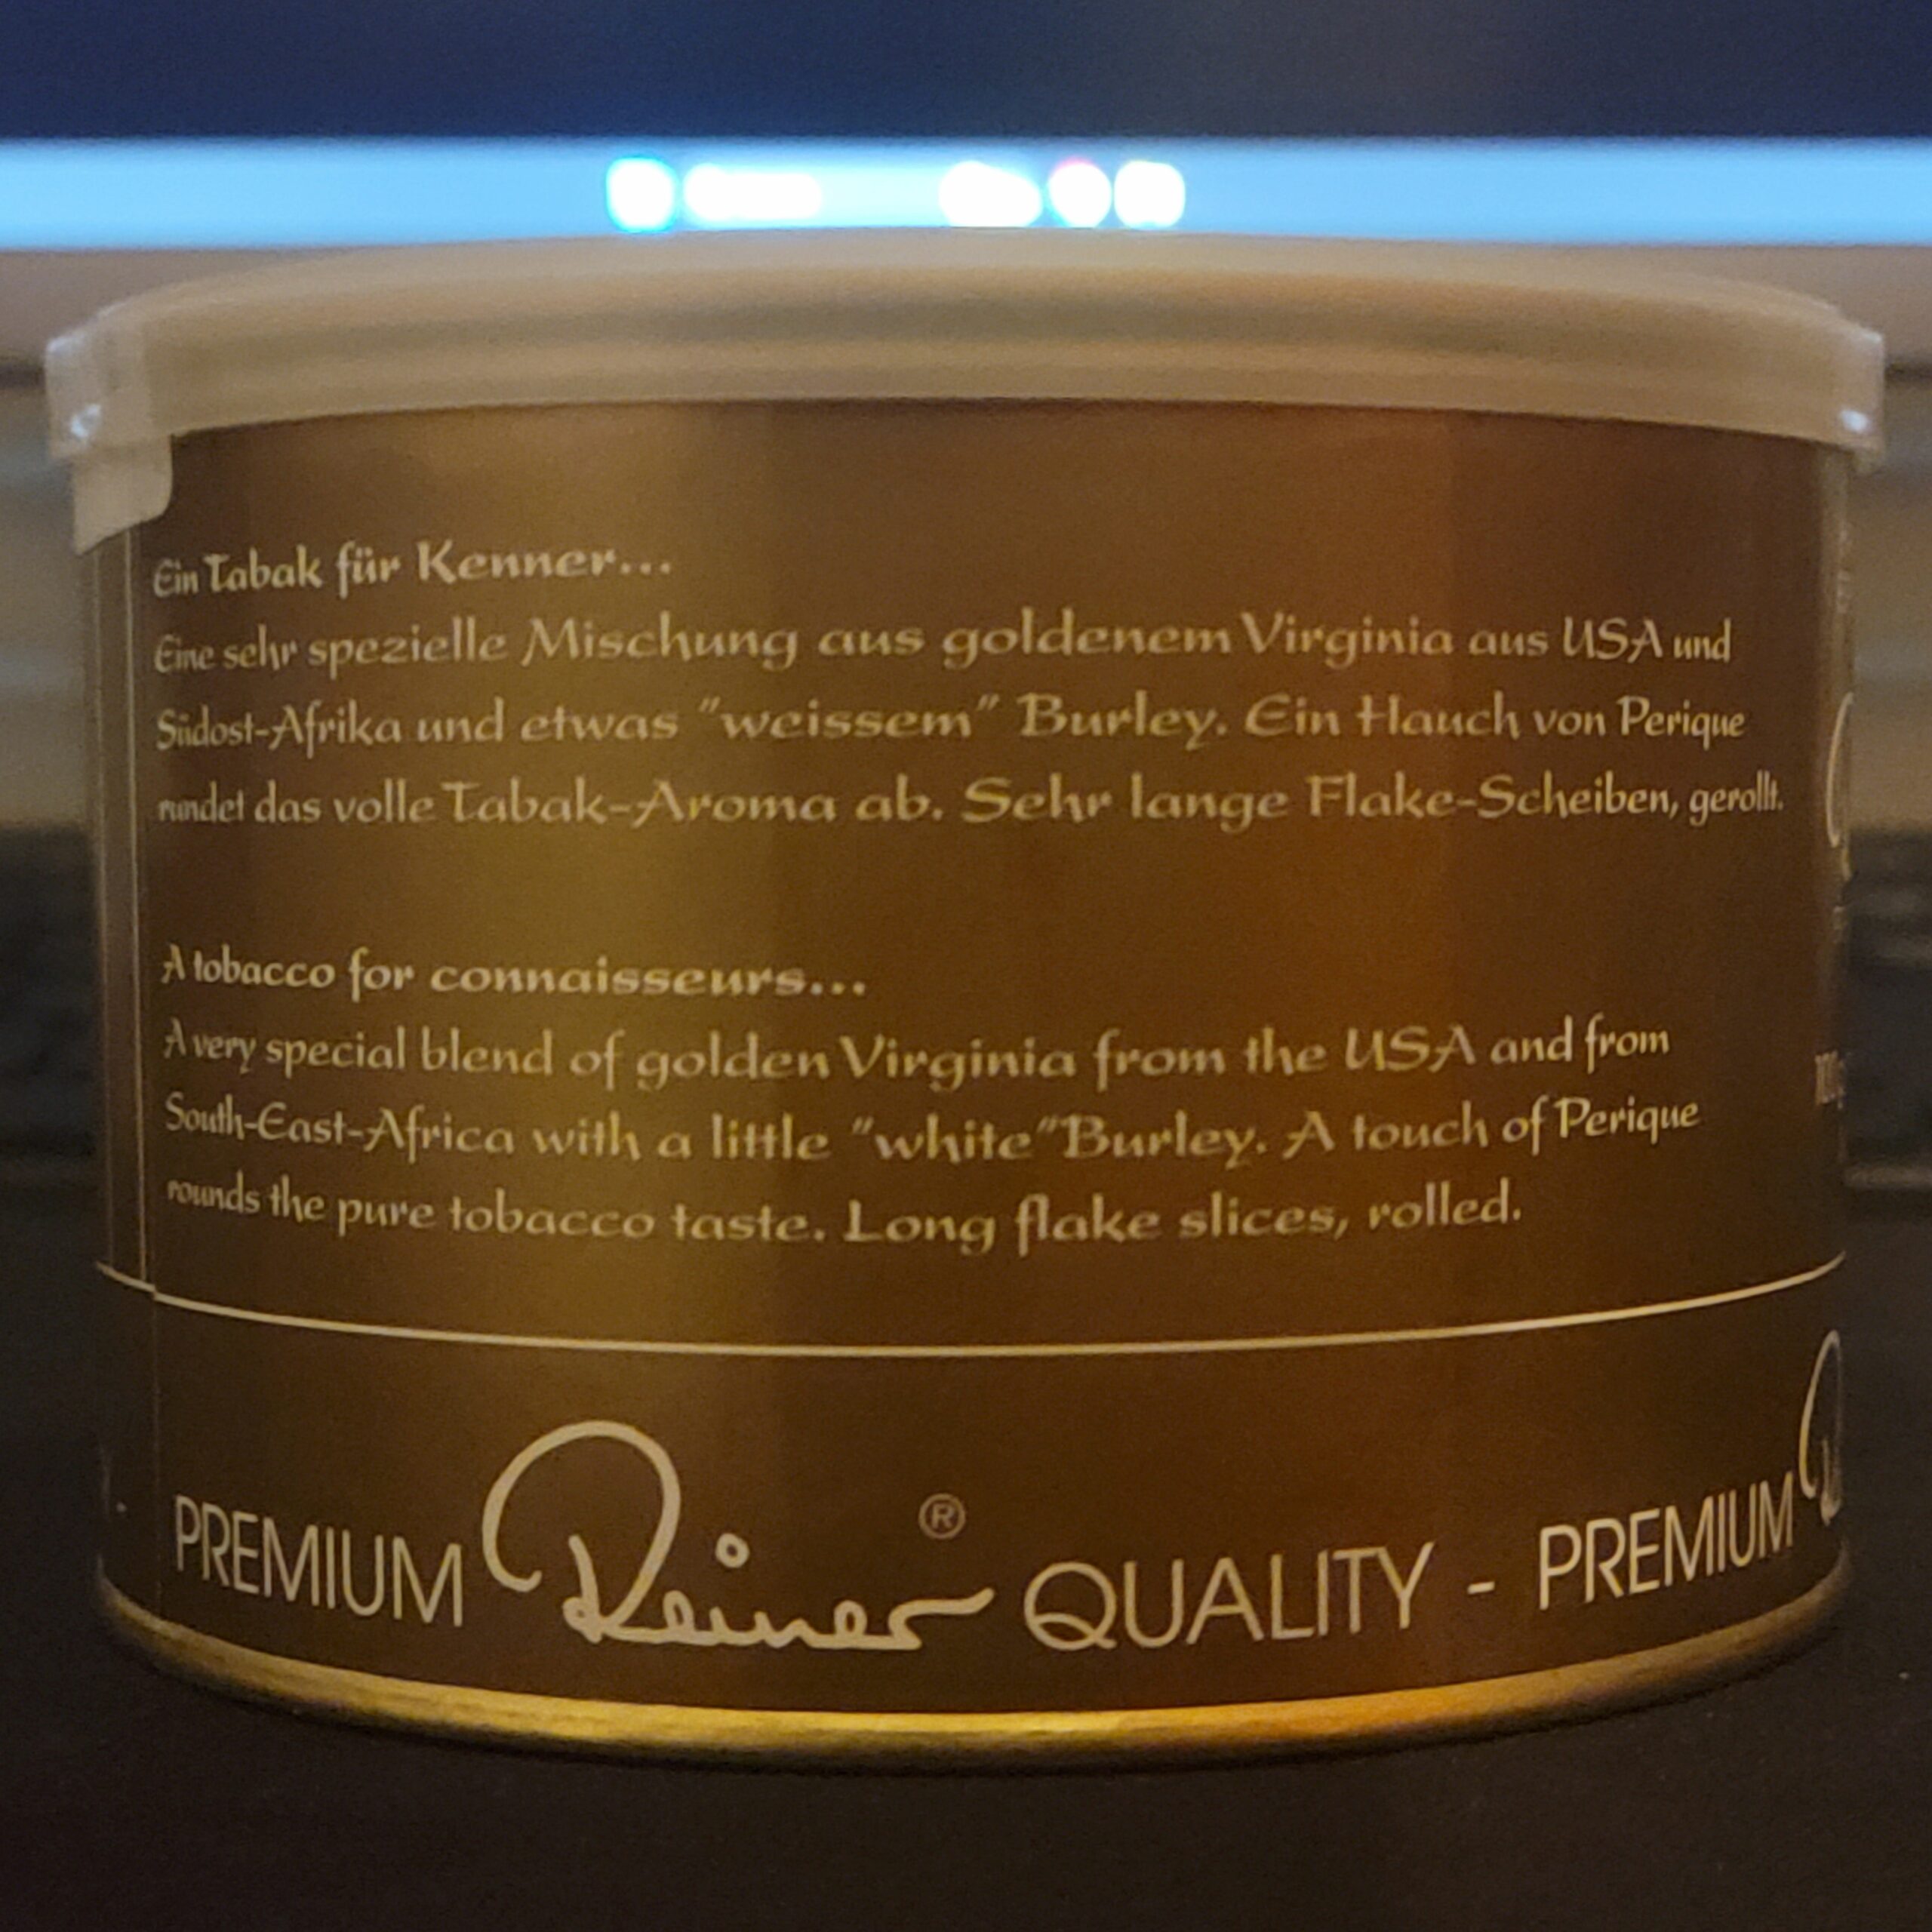 Ein Tabak für Kenner...
Eine sehr spezielle Mischung aus goldenem Virginia aus USA und
Südost-Afrika und etwas "weissem" Burley. Ein Hauch von Perique
rundet das volle Tabak-Aroma ab. Sehr lange Flake-Scheiben, gerollt.
A tobacco for connaisseurs...
A very special blend of golden Virginia from the USA and from
South-East-Africa with a little "white" Burley. A touch of Perique
rounds the pure tobacco taste. Long flake slices, rolled.
PREMIUM Reiner® QUALITY - PREMIUM